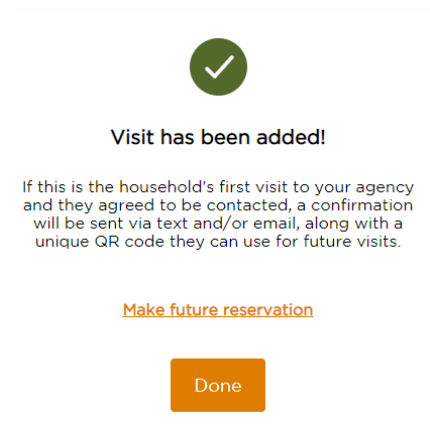 Visit has been added!
If this is the household's first visit to your agency
and they agreed to be contacted, a confirmation
will be sent via text and/or email, along with a
unique QR code they can use for future visits.
Make future reservation
Done